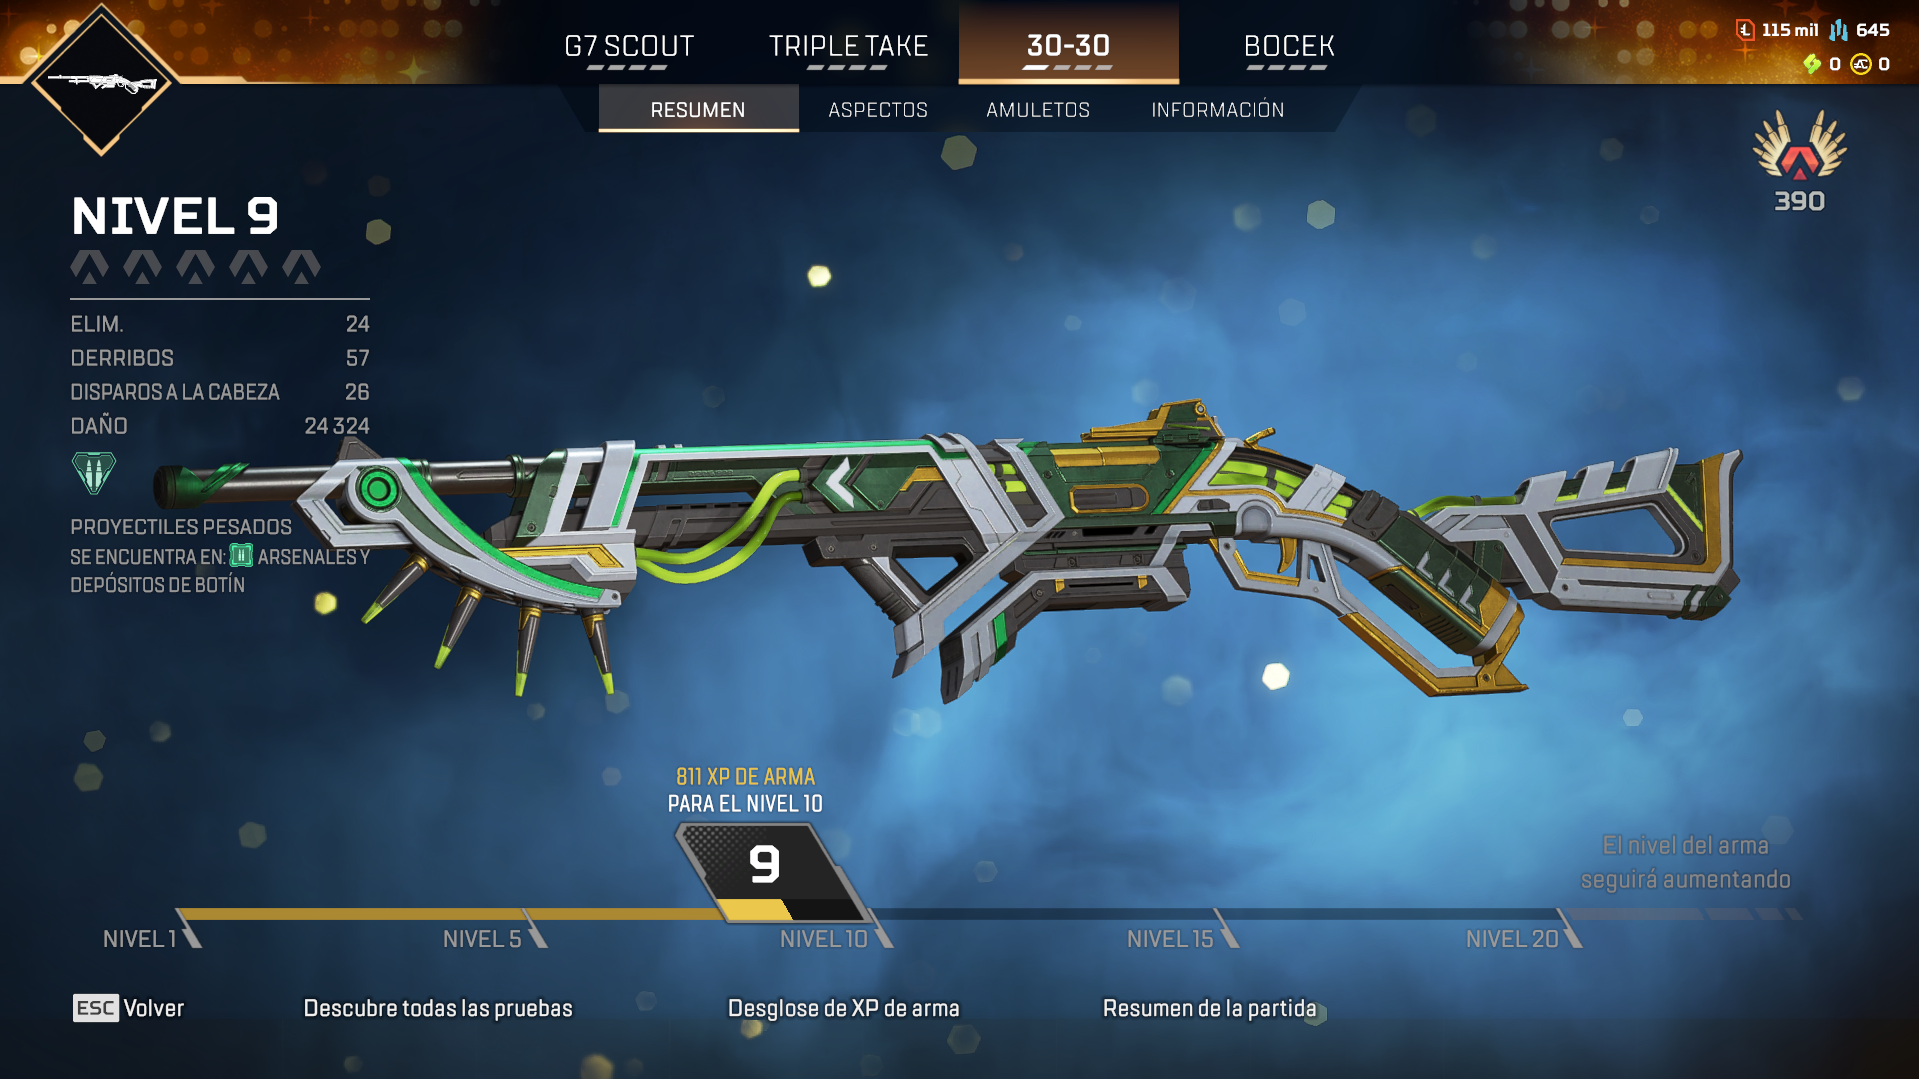 G7 SCOUT
TRIPLE TAKE
30-30
BOCEK
115 mil
645
0
0
RESUMEN
ASPECTOS
AMULETOS
INFORMACIÓN
390
NIVEL 9
ELIM. 24
DERRIBOS 57
DISPAROS A LA CABEZA 26
DAÑO 24 324
PROYECTILES PESADOS
SE ENCUENTRA EN: ARSENALES Y
DEPÓSITOS DE BOTÍN
811 XP DE ARMA
PARA EL NIVEL 10
9
El nivel del arma
seguirá aumentando
NIVEL 1
NIVEL 5
NIVEL 10
NIVEL 15
NIVEL 20
ESC Volver
Descubre todas las pruebas
Desglose de XP de arma
Resumen de la partida